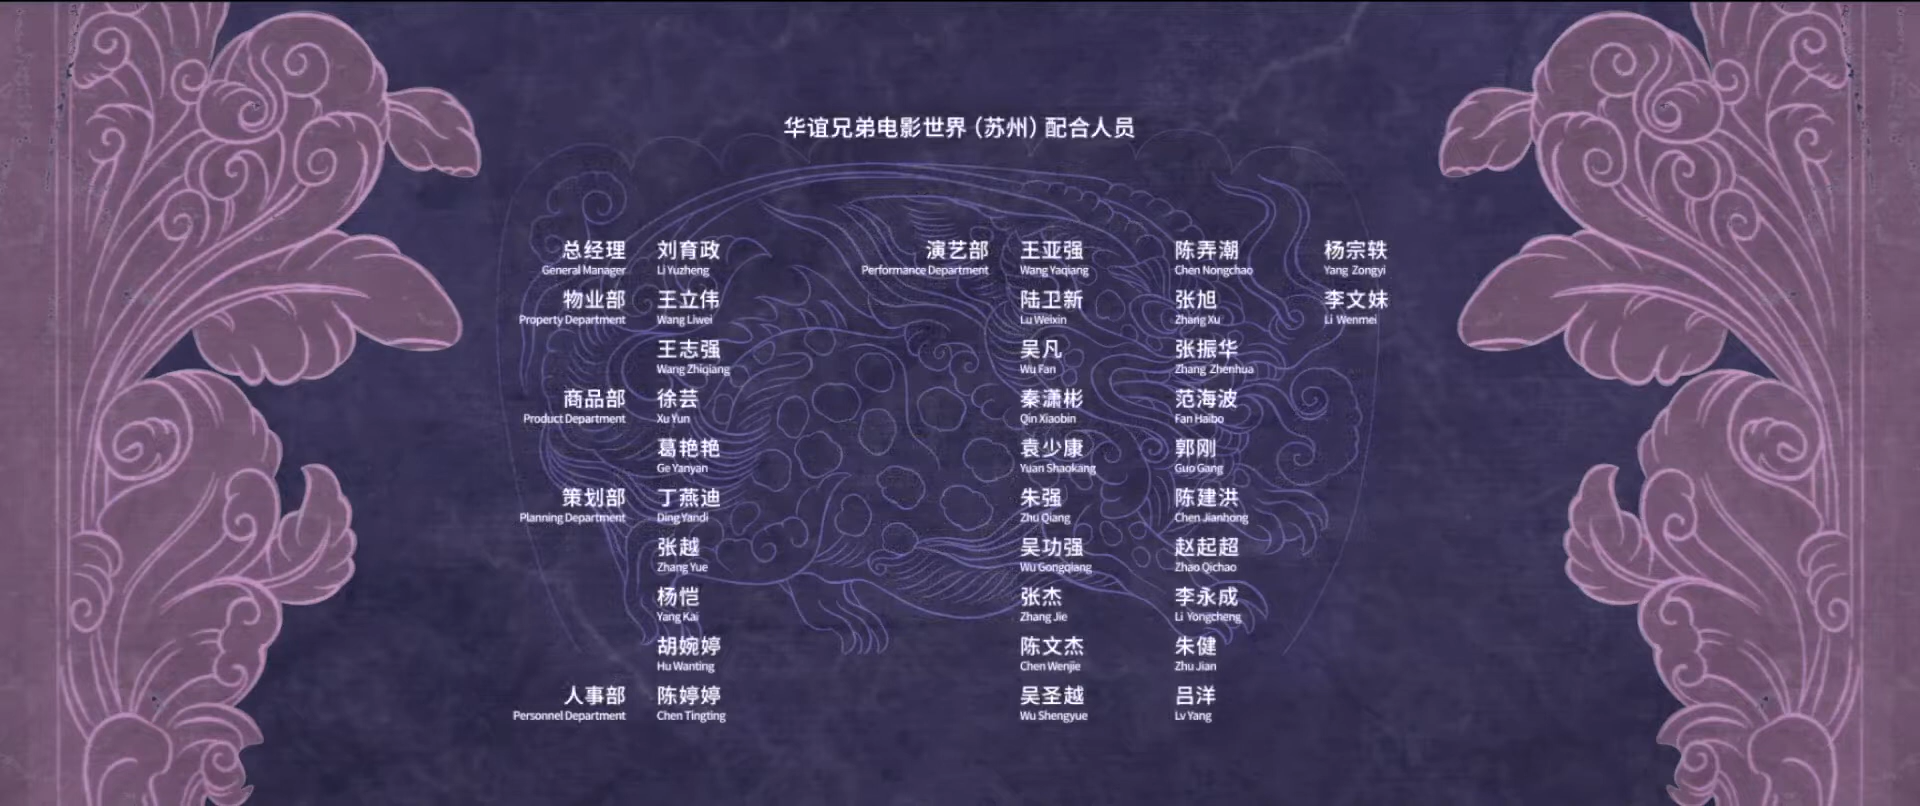 华谊兄弟电影世界（苏州）配合人员
总经理 刘育政
General Manager Li Yuzheng
物业部 王立伟
Property Department Wang Liwei
王志强
Wang Zhiqiang
商品部 徐芸
Product Department Xu Yun
葛艳艳
Ge Yanyan
策划部 丁燕迪
Planning Department Ding Yandi
张越
Zhang Yue
杨恺
Yang Kai
胡婉婷
Hu Wanting
人事部 陈婷婷
Personnel Department Chen Tingting
演艺部 王亚强 陈弄潮 杨宗轶
Performance Department Wang Yaqiang Chen Nongchao Yang Zongyi
陆卫新 张旭 李文妹
Lu Weixin Zhang Xu Li Wenmei
吴凡 张振华
Wu Fan Zhang Zhenhua
秦潇彬 范海波
Qin Xiaobin Fan Haibo
袁少康 郭刚
Yuan Shaokang Guo Gang
朱强 陈建洪
Zhu Qiang Chen Jianhong
吴功强 赵起超
Wu Gongqiang Zhao Qichao
张杰 李永成
Zhang Jie Li Yongcheng
陈文杰 朱健
Chen Wenjie Zhu Jian
吴圣越 吕洋
Wu Shengyue Lv Yang